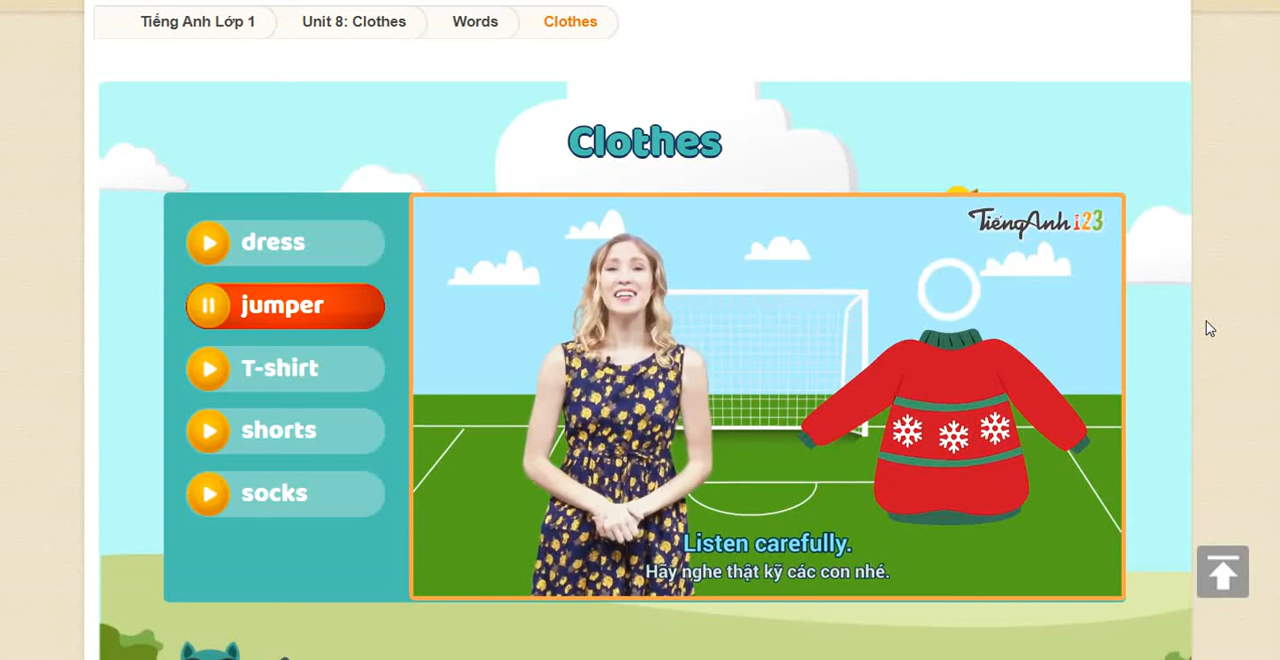 Tiếng Anh Lớp 1 Unit 8: Clothes Words Clothes
Clothes
TiếngAnh123
dress
jumper
T-shirt
shorts
socks
Listen carefully.
Hãy nghe thật kỹ các con nhé.